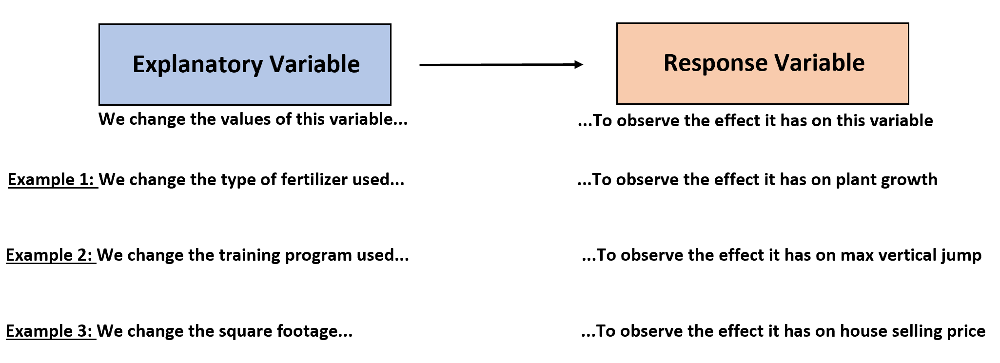 Explanatory Variable
Response Variable
We change the values of this variable...
...To observe the effect it has on this variable
Example 1: We change the type of fertilizer used...
...To observe the effect it has on plant growth
Example 2: We change the training program used...
...To observe the effect it has on max vertical jump
Example 3: We change the square footage...
...To observe the effect it has on house selling price